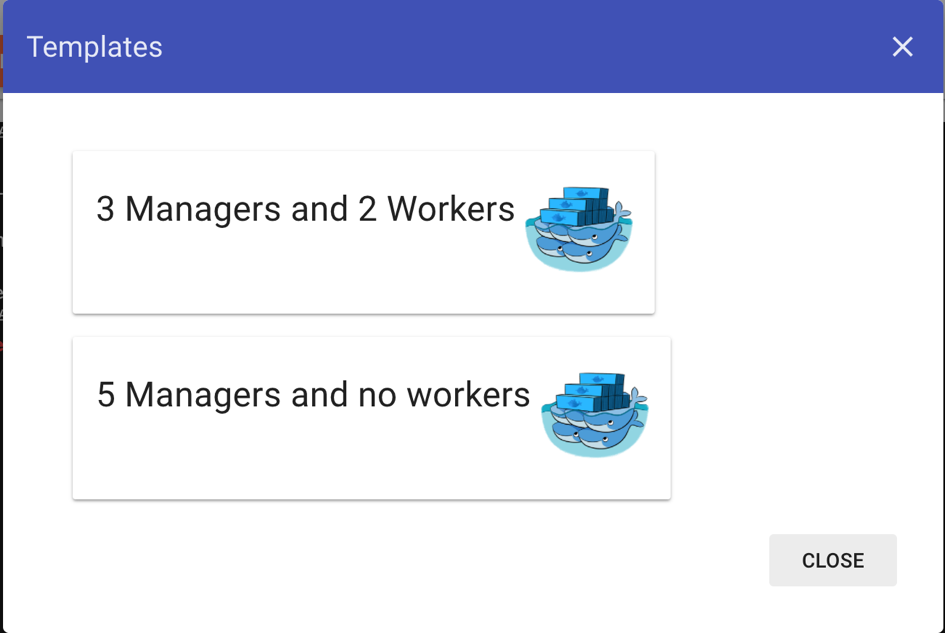 Templates
3 Managers and 2 Workers
5 Managers and no workers
CLOSE